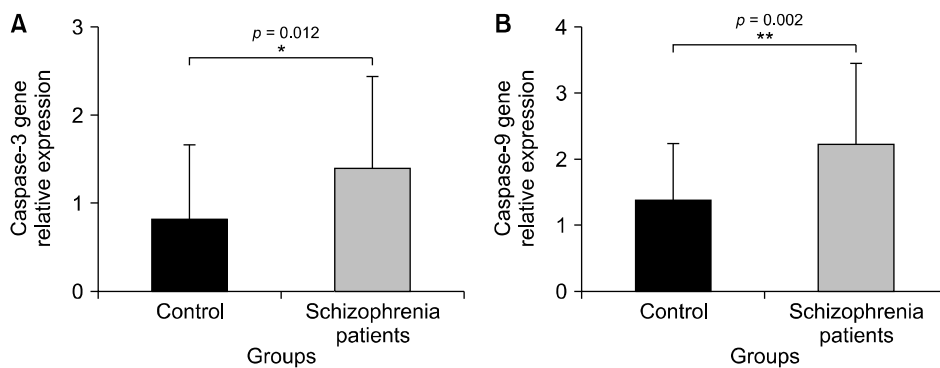 A
Caspase-3 gene
relative expression
3
2
1
0
p = 0.012
*
Control
Schizophrenia
patients
Groups
B
Caspase-9 gene
relative expression
4
3
2
1
0
p = 0.002
**
Control
Schizophrenia
patients
Groups